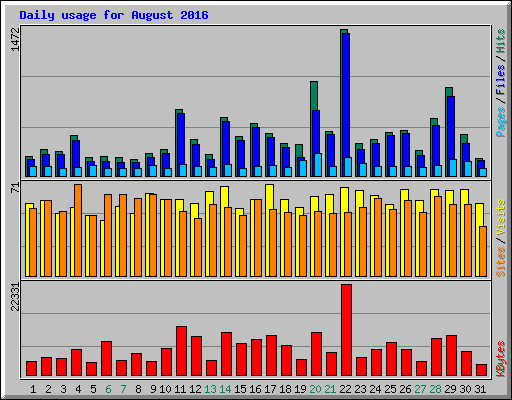 Daily usage for August 2016
1472
Pages / Files / Hits
71
Sites / Visits
22331
KBytes
1 2 3 4 5 6 7 8 9 10 11 12 13 14 15 16 17 18 19 20 21 22 23 24 25 26 27 28 29 30 31